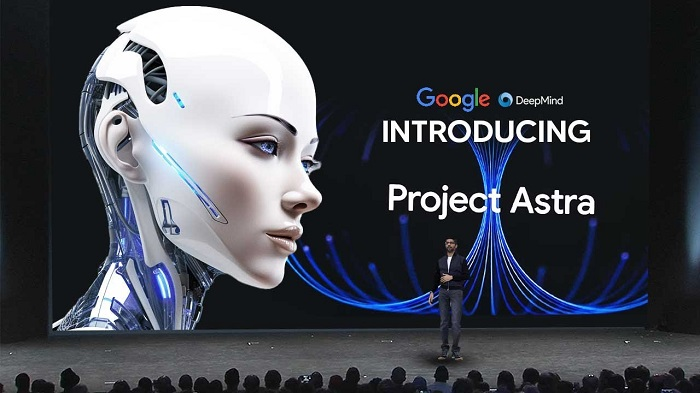 Google DeepMind
INTRODUCING
Project Astra